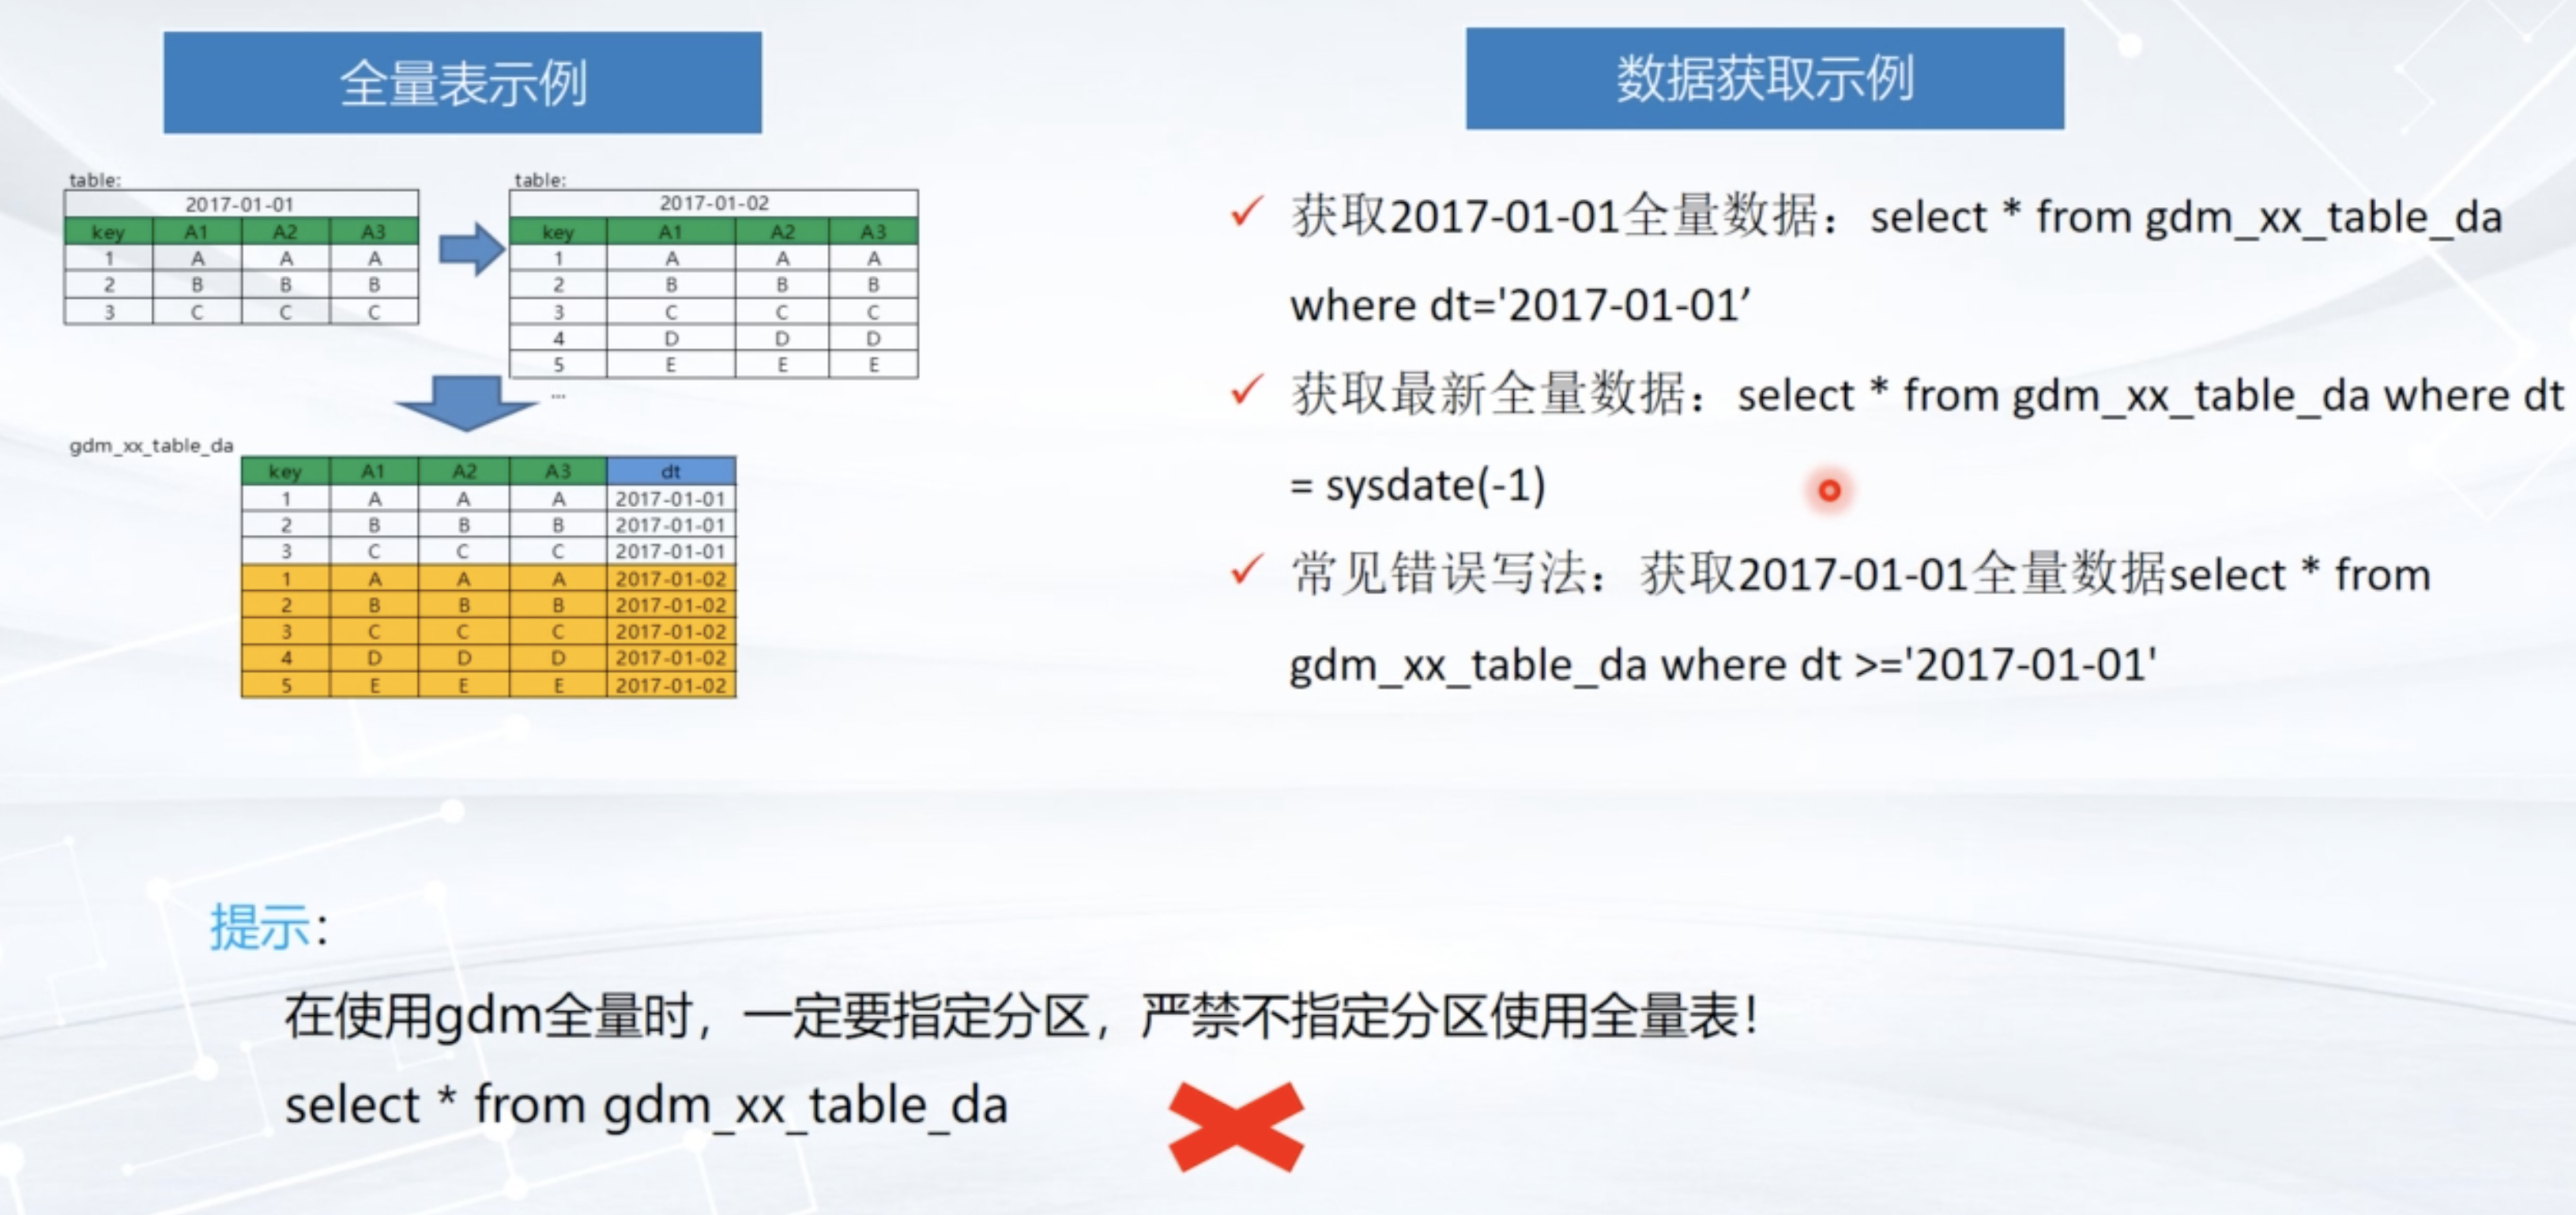 全量表示例
table:
2017-01-01
key A1 A2 A3
1 A A A
2 B B B
3 C C C
table:
2017-01-02
key A1 A2 A3
1 A A A
2 B B B
3 C C C
4 D D D
5 E E E
...
gdm_xx_table_da
key A1 A2 A3 dt
1 A A A 2017-01-01
2 B B B 2017-01-01
3 C C C 2017-01-01
1 A A A 2017-01-02
2 B B B 2017-01-02
3 C C C 2017-01-02
4 D D D 2017-01-02
5 E E E 2017-01-02
数据获取示例
✓ 获取2017-01-01全量数据：select * from gdm_xx_table_da
where dt='2017-01-01’
✓ 获取最新全量数据：select * from gdm_xx_table_da where dt
= sysdate(-1)
✓ 常见错误写法：获取2017-01-01全量数据select * from
gdm_xx_table_da where dt >='2017-01-01'
提示：
在使用gdm全量时，一定要指定分区，严禁不指定分区使用全量表！
select * from gdm_xx_table_da